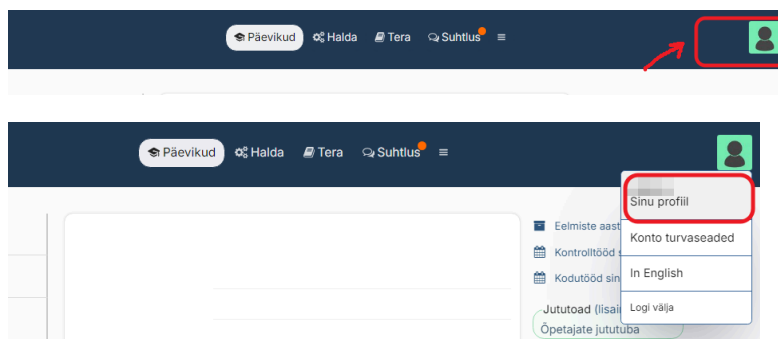 Päevikud Halda Tera Suhtlus
Päevikud Halda Tera Suhtlus
Sinu profiil
Eelmiste aast
Konto turvaseaded
Kontrolltööd
In English
Kodutööd sin
Logi välja
Jututoad (lisain
Õpetajate jututuba